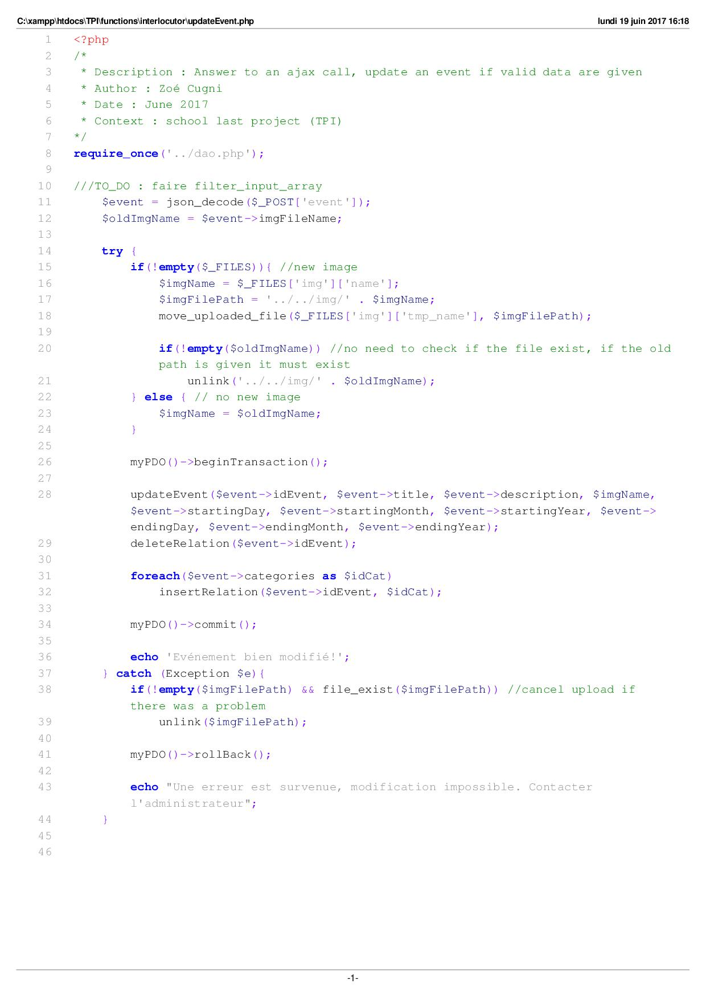 C:\xampp\htdocs\TPI\functions\interlocutor\updateEvent.php lundi 19 juin 2017 16:18
1 <?php
2 /*
3 * Description : Answer to an ajax call, update an event if valid data are given
4 * Author : Zoé Cugni
5 * Date : June 2017
6 * Context : school last project (TPI)
7 */
8 require_once('../dao.php');
9
10 ///TO_DO : faire filter_input_array
11 $event = json_decode($_POST['event']);
12 $oldImgName = $event->imgFileName;
13
14 try {
15 if(!empty($_FILES)){ //new image
16 $imgName = $_FILES['img']['name'];
17 $imgFilePath = '../../img/' . $imgName;
18 move_uploaded_file($_FILES['img']['tmp_name'], $imgFilePath);
19
20 if(!empty($oldImgName)) //no need to check if the file exist, if the old
path is given it must exist
21 unlink('../../img/' . $oldImgName);
22 } else { // no new image
23 $imgName = $oldImgName;
24 }
25
26 myPDO()->beginTransaction();
27
28 updateEvent($event->idEvent, $event->title, $event->description, $imgName,
$event->startingDay, $event->startingMonth, $event->startingYear, $event->
endingDay, $event->endingMonth, $event->endingYear);
29 deleteRelation($event->idEvent);
30
31 foreach($event->categories as $idCat)
32 insertRelation($event->idEvent, $idCat);
33
34 myPDO()->commit();
35
36 echo 'Evénement bien modifié!';
37 } catch (Exception $e){
38 if(!empty($imgFilePath) && file_exist($imgFilePath)) //cancel upload if
there was a problem
39 unlink($imgFilePath);
40
41 myPDO()->rollBack();
42
43 echo "Une erreur est survenue, modification impossible. Contacter
l'administrateur";
44 }
45
46
-1-